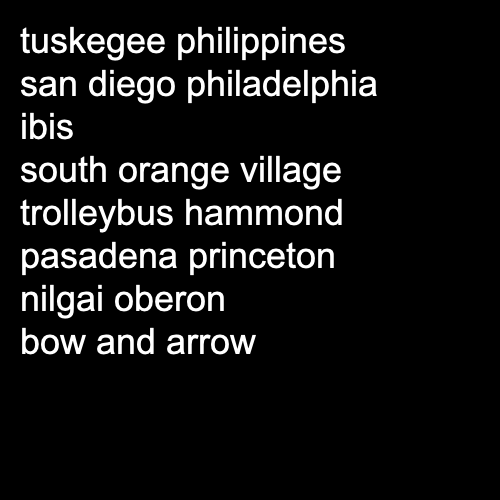 tuskegee philippines
san diego philadelphia
ibis
south orange village
trolleybus hammond
pasadena princeton
nilgai oberon
bow and arrow